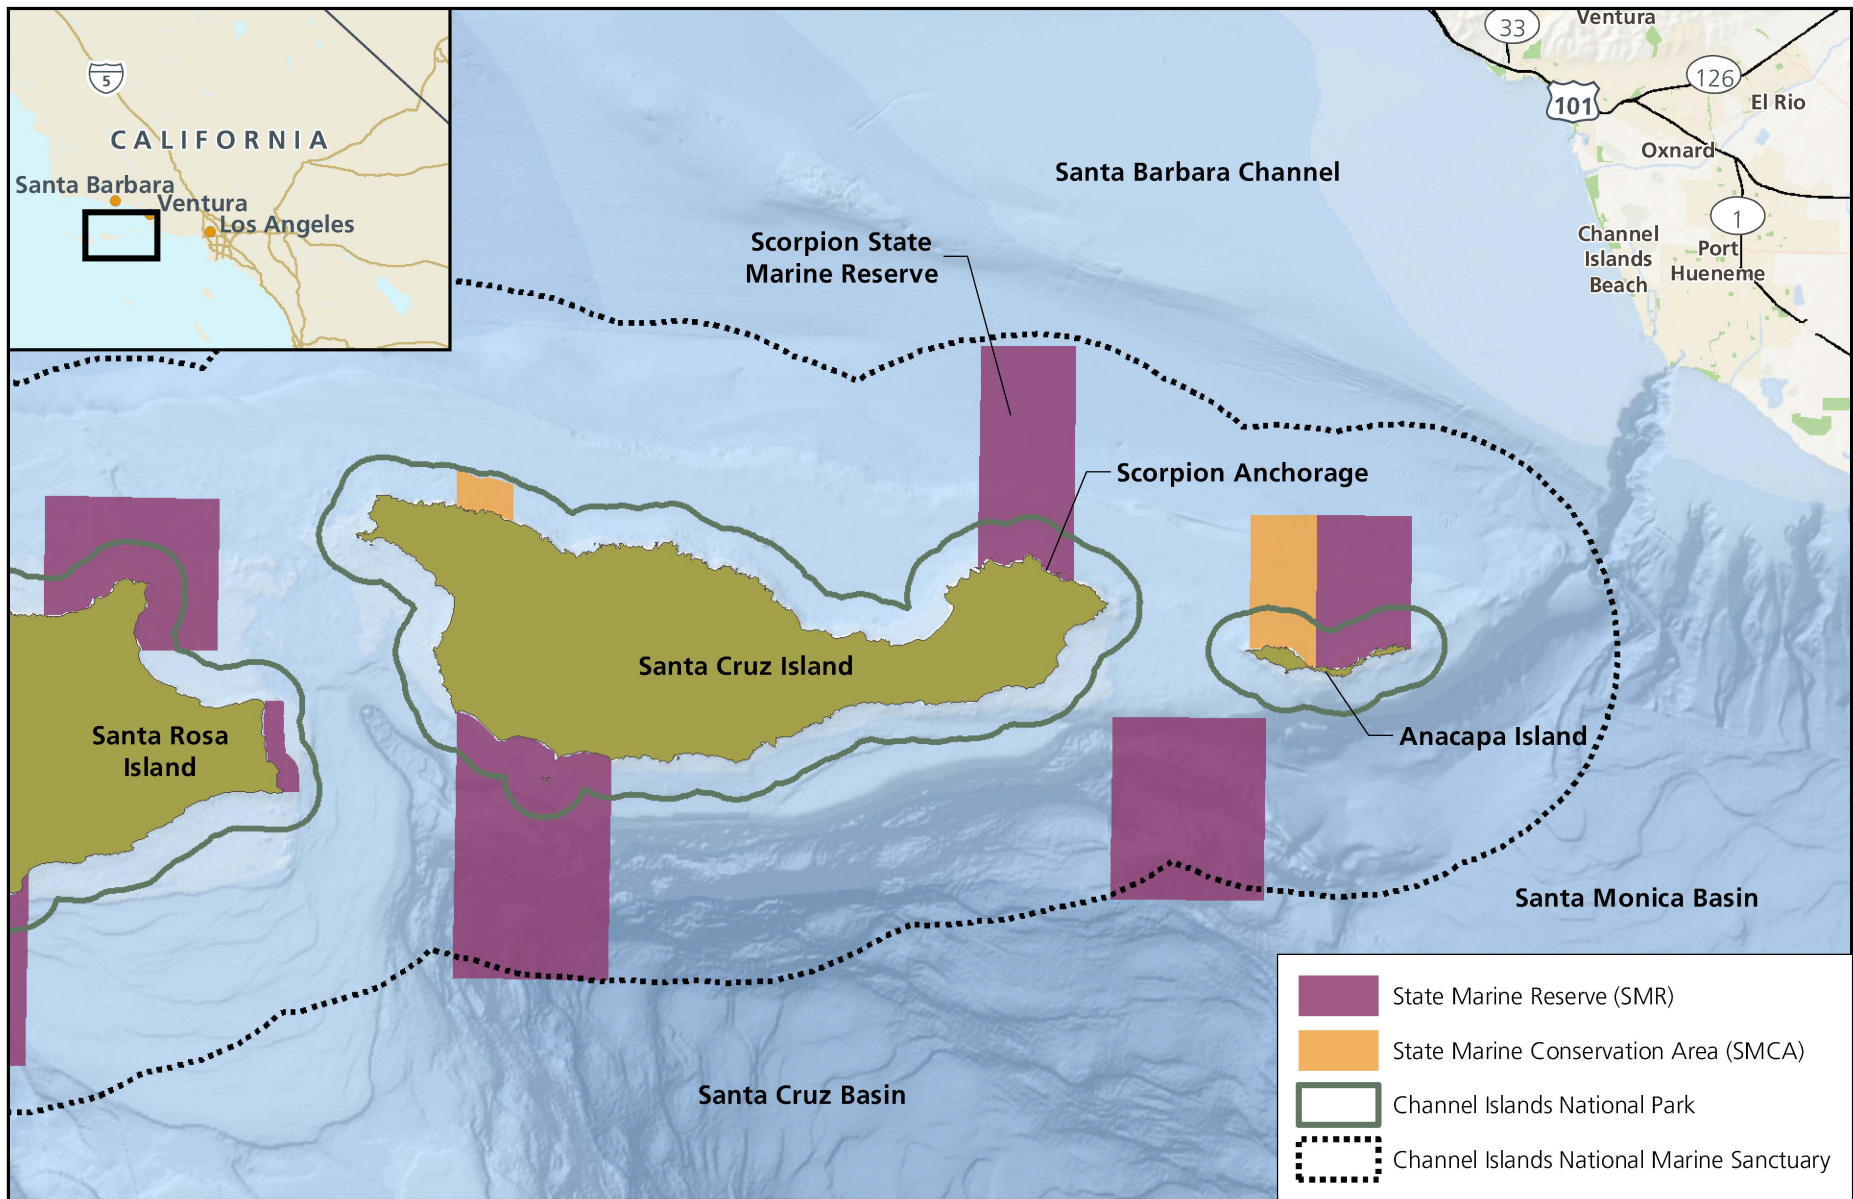 5
CALIFORNIA
Santa Barbara
Ventura
Los Angeles
Ventura
33
126
101
El Rio
Oxnard
1
Channel
Islands
Beach
Port
Hueneme
Santa Barbara Channel
Scorpion State
Marine Reserve
Scorpion Anchorage
Santa Cruz Island
Santa Rosa
Island
Anacapa Island
Santa Monica Basin
Santa Cruz Basin
State Marine Reserve (SMR)
State Marine Conservation Area (SMCA)
Channel Islands National Park
Channel Islands National Marine Sanctuary